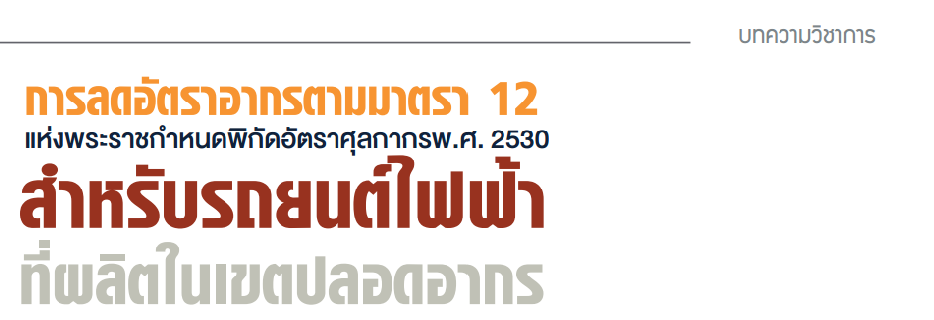 บทความวิชาการ
การลดอัตราอากรตามมาตรา 12
แห่งพระราชกำหนดพิกัดอัตราศุลกากรพ.ศ. 2530
สำหรับรถยนต์ไฟฟ้า
ที่ผลิตในเขตปลอดอากร